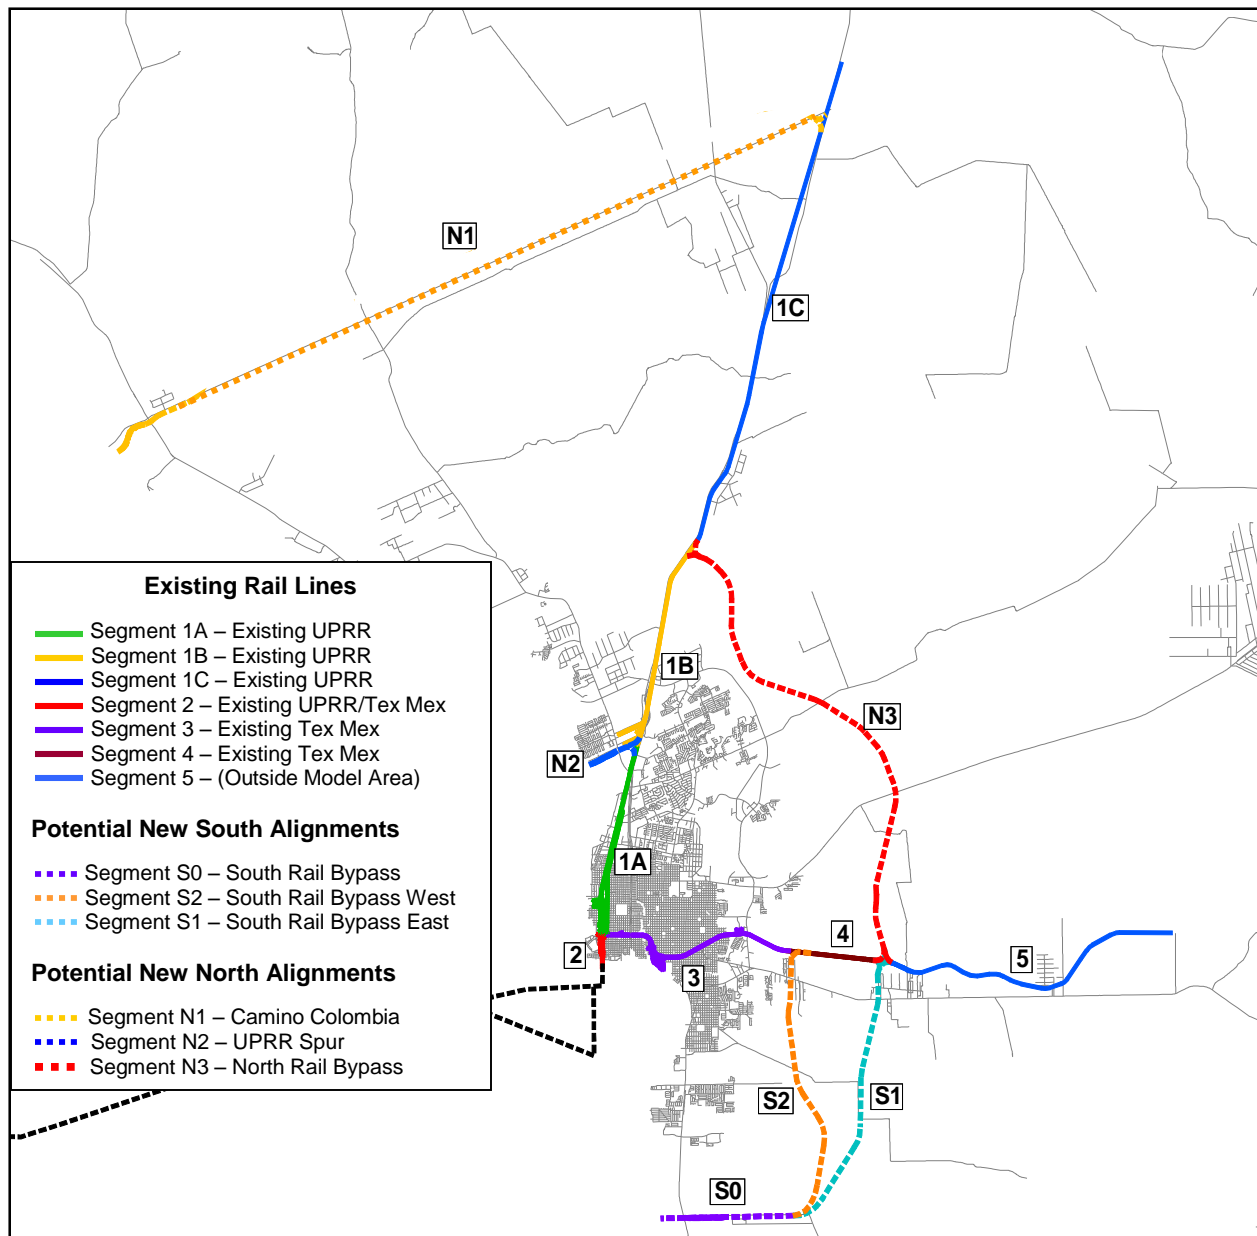 N1
1C
Existing Rail Lines
Segment 1A – Existing UPRR
Segment 1B – Existing UPRR
Segment 1C – Existing UPRR
Segment 2 – Existing UPRR/Tex Mex
Segment 3 – Existing Tex Mex
Segment 4 – Existing Tex Mex
Segment 5 – (Outside Model Area)
Potential New South Alignments
Segment S0 – South Rail Bypass
Segment S2 – South Rail Bypass West
Segment S1 – South Rail Bypass East
Potential New North Alignments
Segment N1 – Camino Colombia
Segment N2 – UPRR Spur
Segment N3 – North Rail Bypass
1B
N3
N2
1A
4
2
5
3
S2
S1
S0